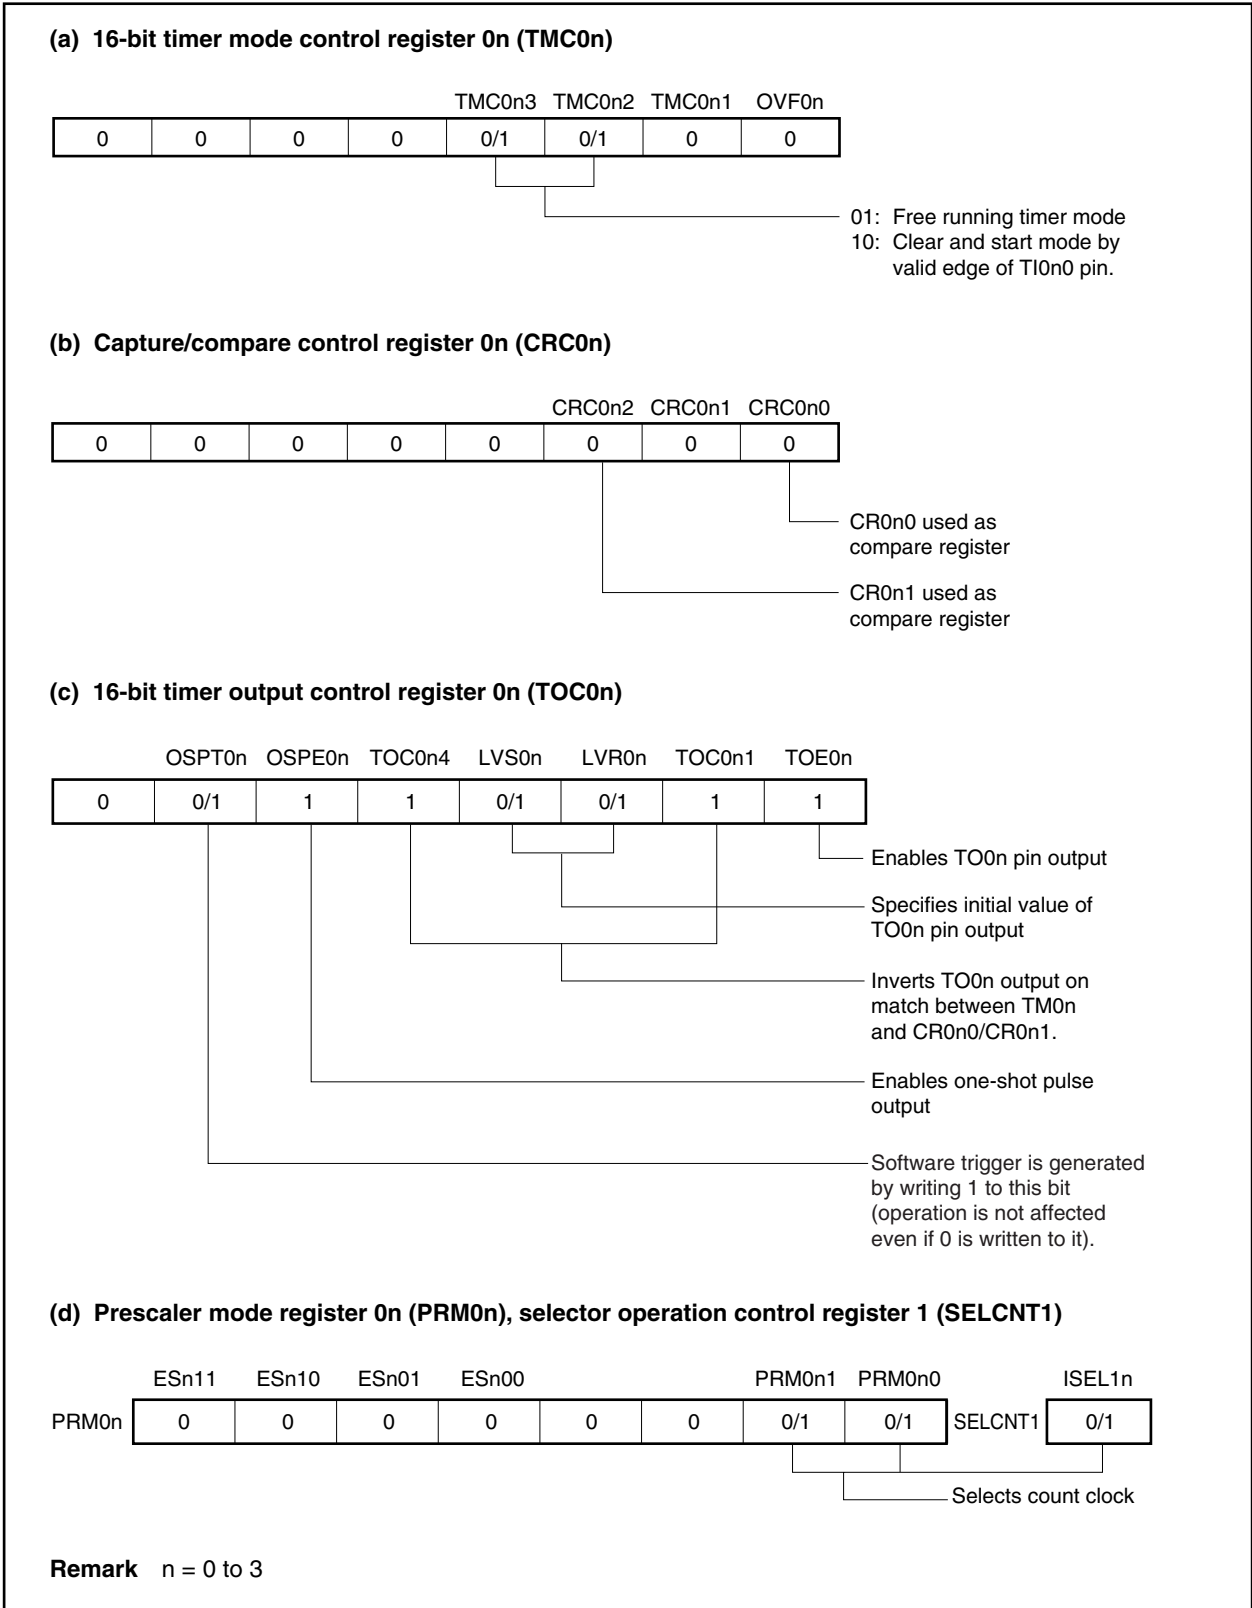 (a) 16-bit timer mode control register 0n (TMC0n)
TMC0n3 TMC0n2 TMC0n1 OVF0n
0 0 0 0 0/1 0/1 0 0
01: Free running timer mode
10: Clear and start mode by
valid edge of TI0n0 pin.
(b) Capture/compare control register 0n (CRC0n)
CRC0n2 CRC0n1 CRC0n0
0 0 0 0 0 0 0 0
CR0n0 used as
compare register
CR0n1 used as
compare register
(c) 16-bit timer output control register 0n (TOC0n)
OSPT0n OSPE0n TOC0n4 LVS0n LVR0n TOC0n1 TOE0n
0 0/1 1 1 0/1 0/1 1 1
Enables TO0n pin output
Specifies initial value of
TO0n pin output
Inverts TO0n output on
match between TM0n
and CR0n0/CR0n1.
Enables one-shot pulse
output
Software trigger is generated
by writing 1 to this bit
(operation is not affected
even if 0 is written to it).
(d) Prescaler mode register 0n (PRM0n), selector operation control register 1 (SELCNT1)
ESn11 ESn10 ESn01 ESn00 PRM0n1 PRM0n0 ISEL1n
PRM0n 0 0 0 0 0 0 0/1 0/1 SELCNT1 0/1
Selects count clock
Remark n = 0 to 3